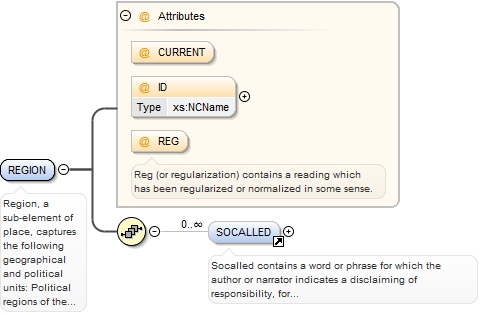 @ Attributes
@ CURRENT
@ ID
Type xs:NCName
@ REG
Reg (or regularization) contains a reading which
has been regularized or normalized in some sense.
REGION
Region, a
sub-element of
place, captures
the following
geographical
and political
units: Political
regions of the...
0..∞
SOCALLED
Socalled contains a word or phrase for which the
author or narrator indicates a disclaiming of
responsibility, for...